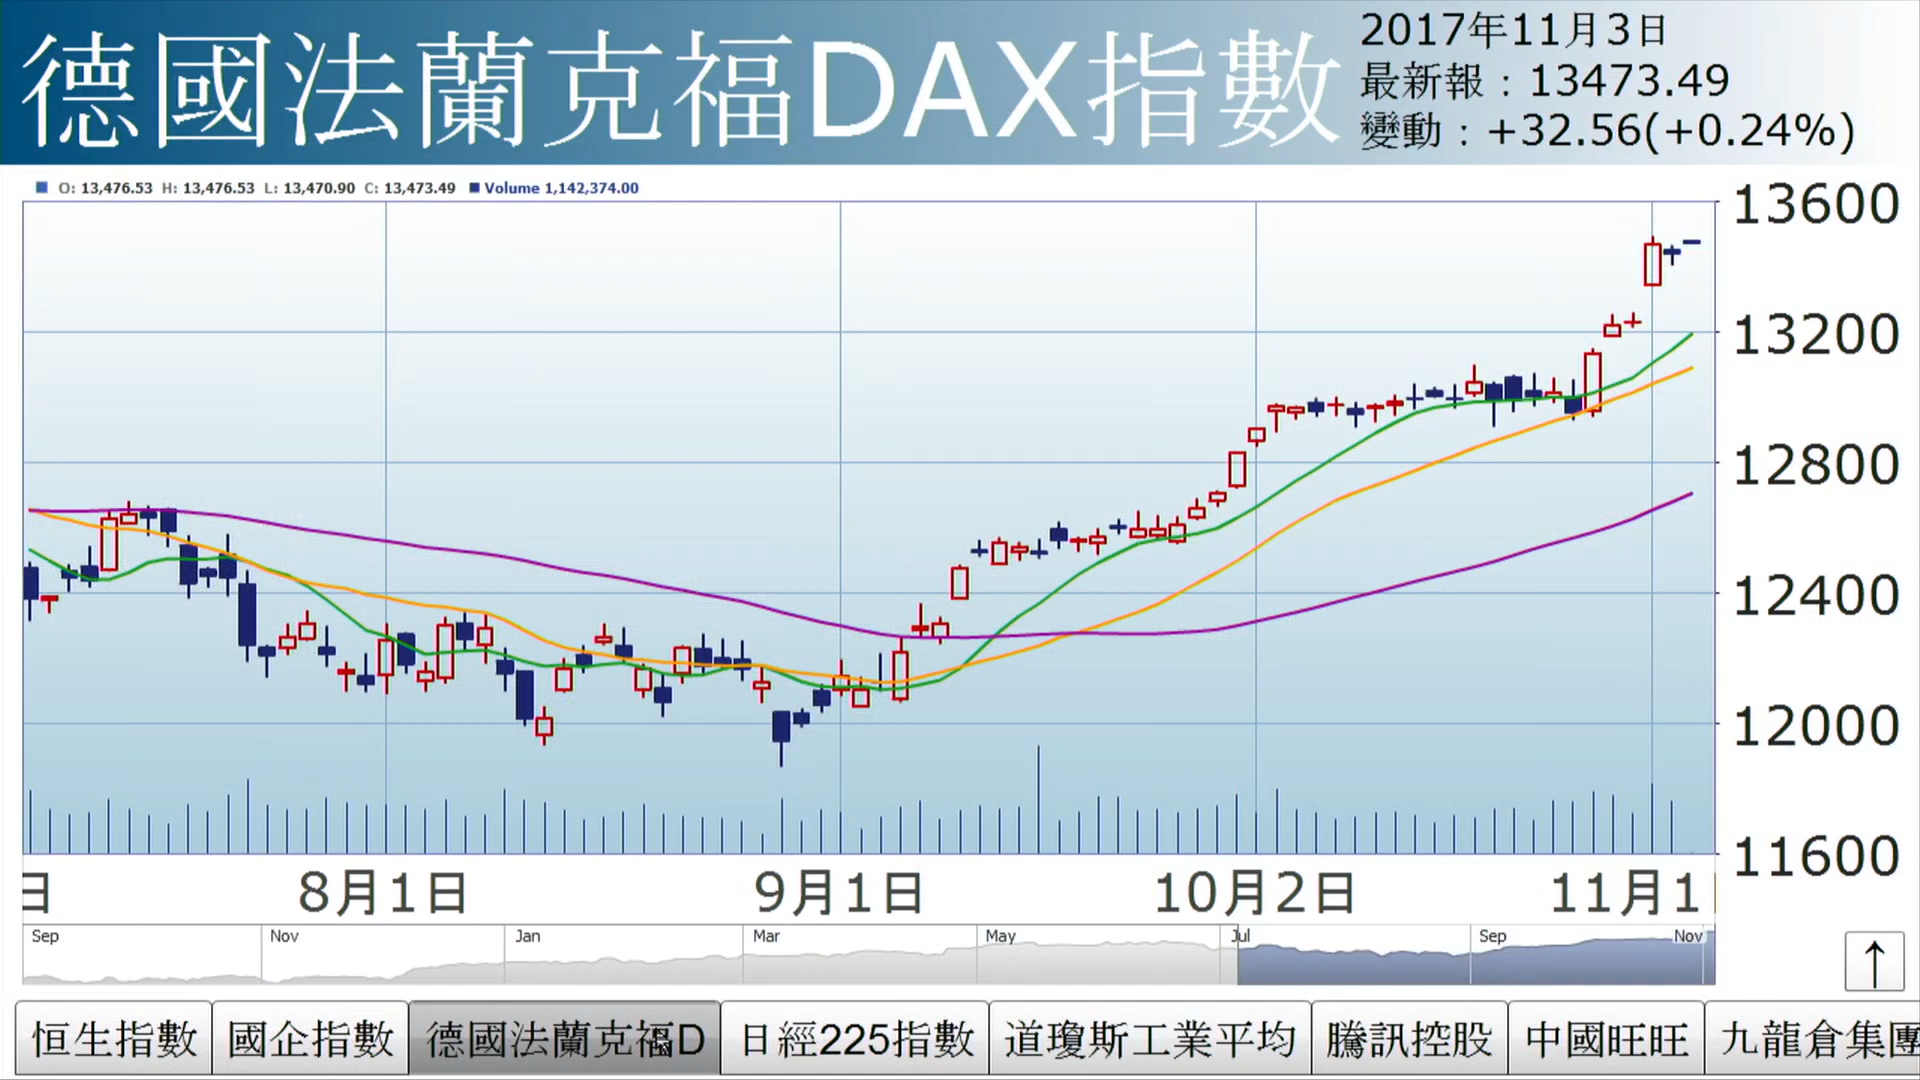 德國法蘭克福DAX指數
2017年11月3日
最新報：13473.49
變動：+32.56(+0.24%)
O: 13,476.53 H: 13,476.53 L: 13,470.90 C: 13,473.49 Volume 1,142,374.00
13600
13200
12800
12400
12000
11600
日 8月1日 9月1日 10月2日 11月1
Sep Nov Jan Mar May Jul Sep Nov
↑
恒生指數 國企指數 德國法蘭克福D 日經225指數 道瓊斯工業平均 騰訊控股 中國旺旺 九龍倉集團